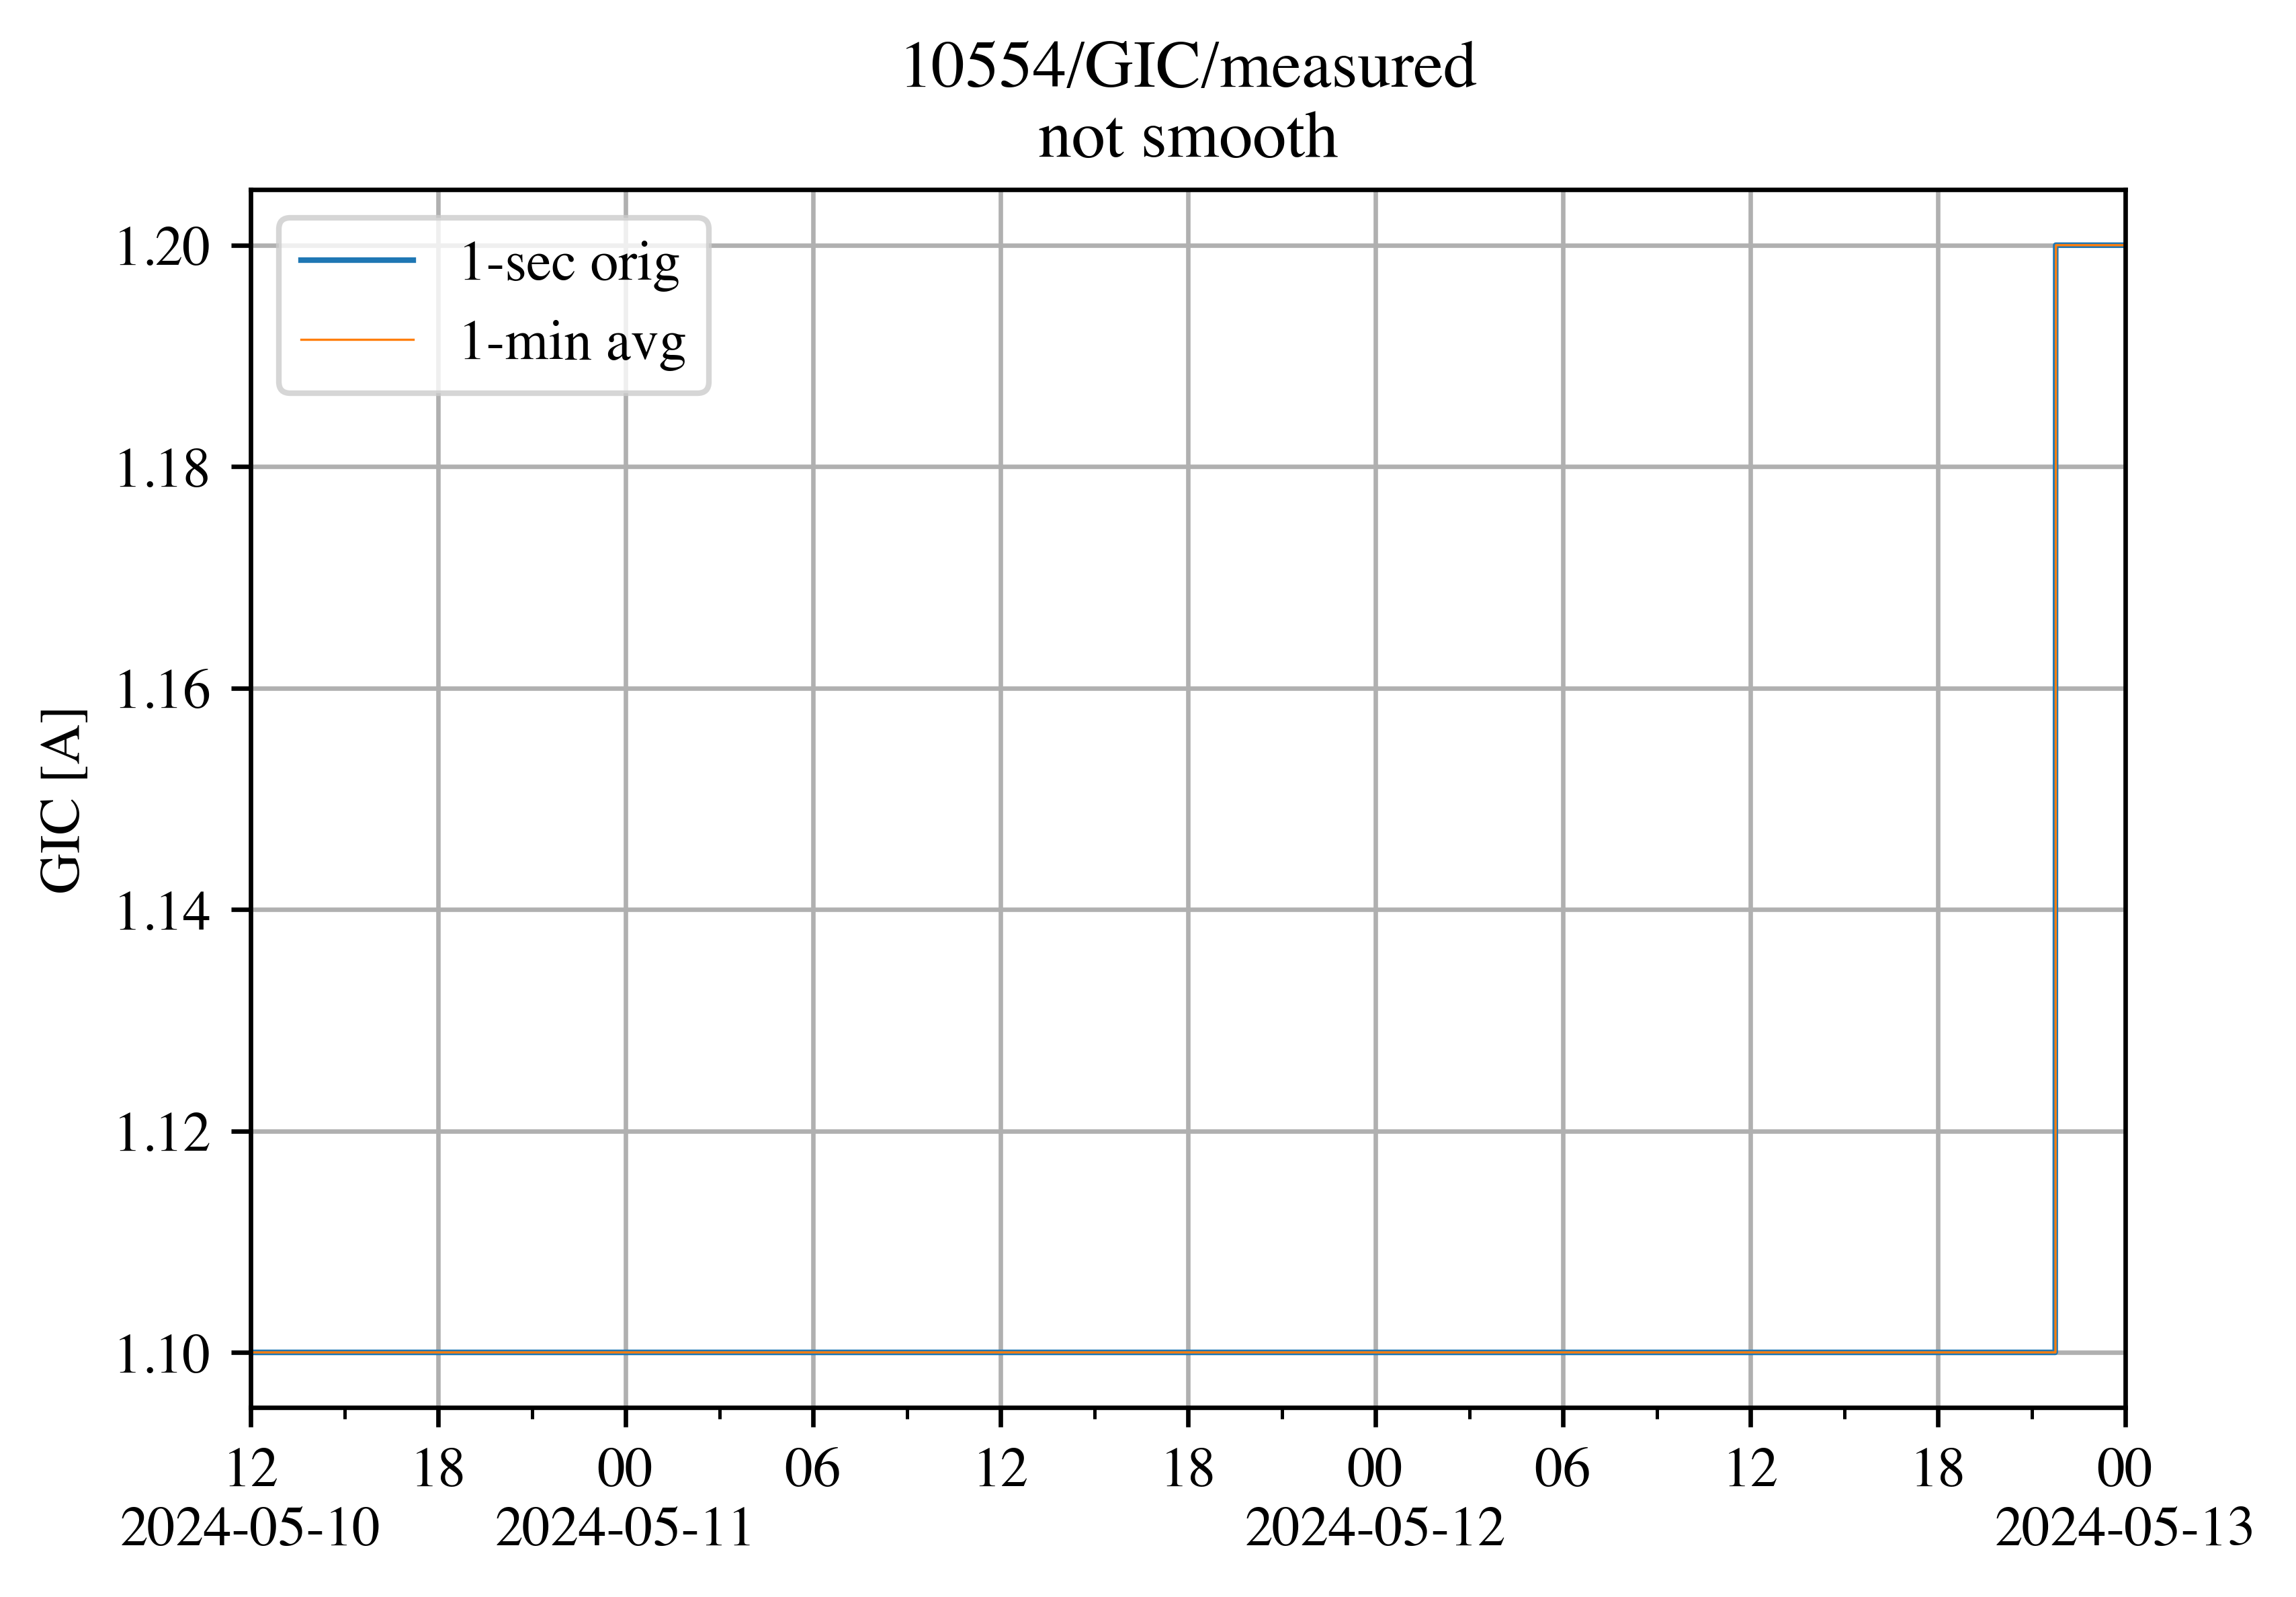 10554/GIC/measured
not smooth
1-sec orig
1-min avg
GIC [A]
1.20
1.18
1.16
1.14
1.12
1.10
12 18 00 06 12 18 00 06 12 18 00
2024-05-10 2024-05-11 2024-05-12 2024-05-13